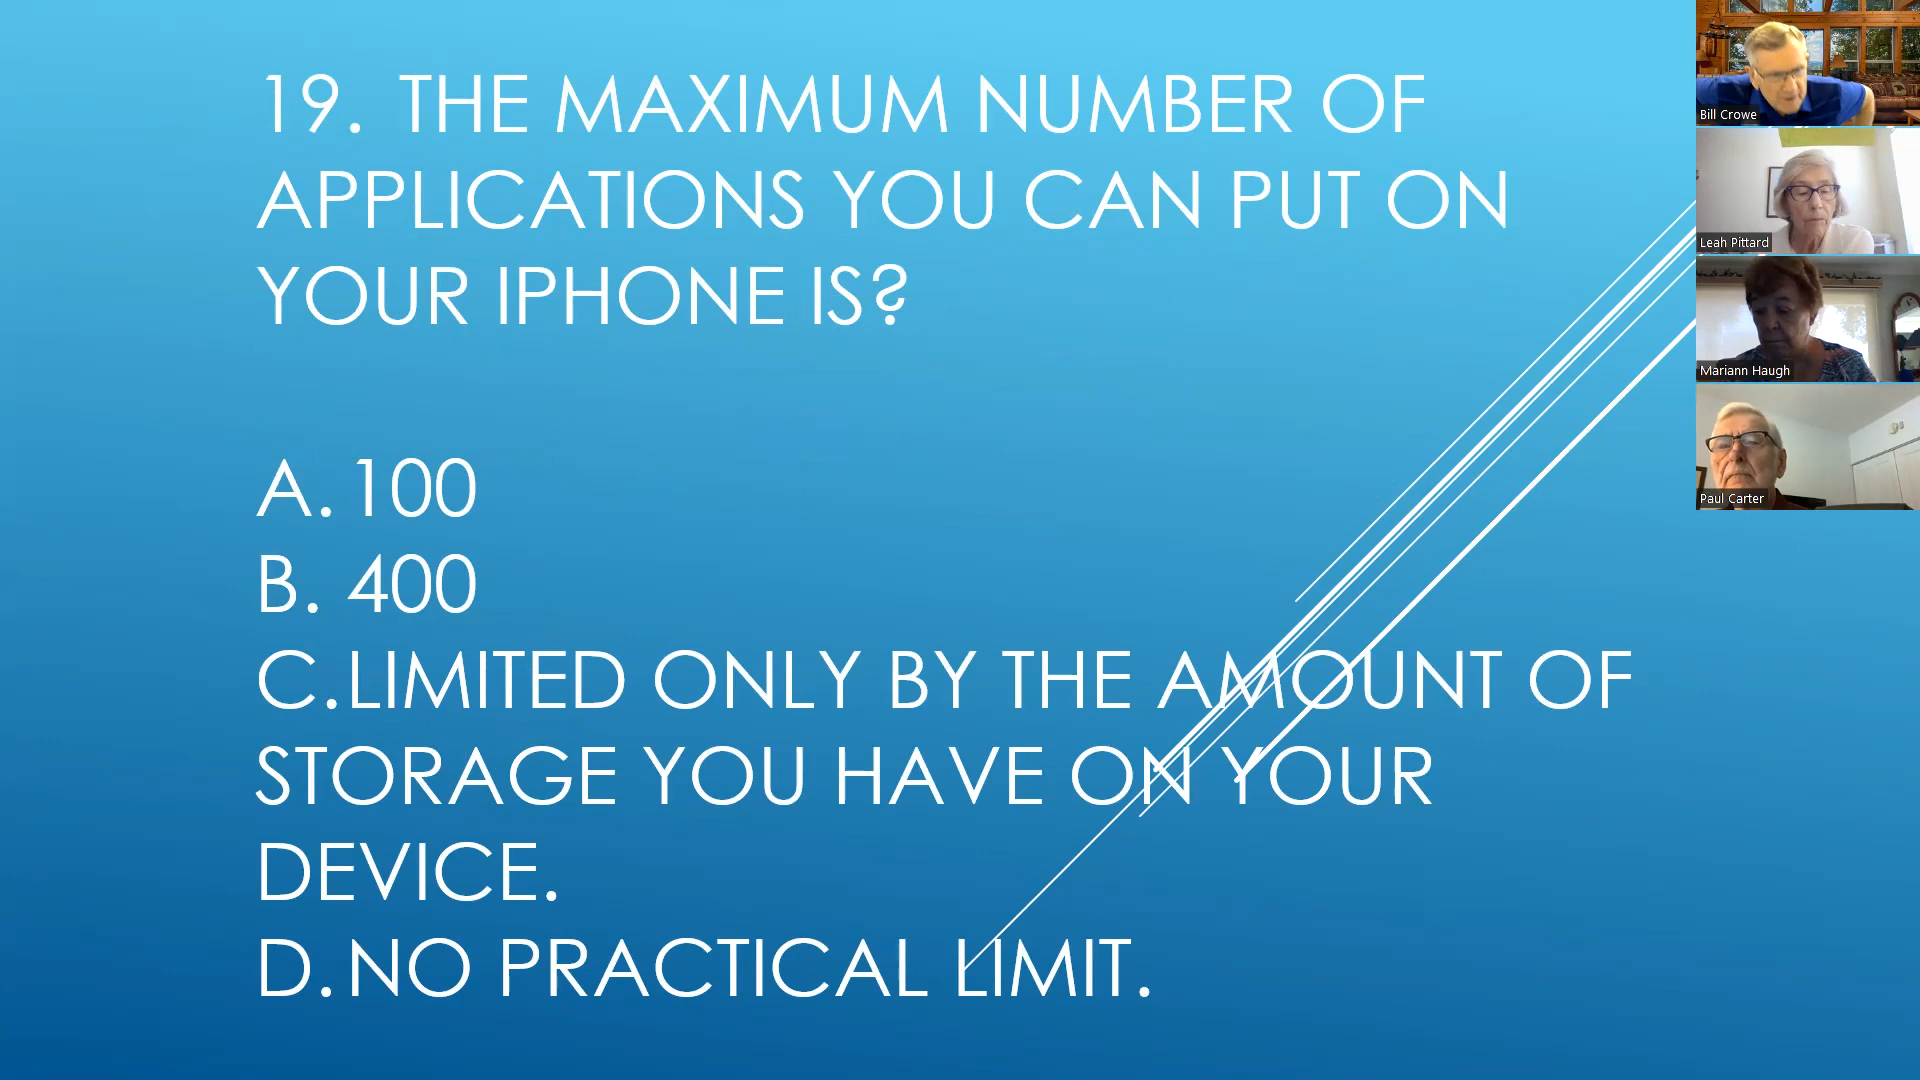 19. THE MAXIMUM NUMBER OF
APPLICATIONS YOU CAN PUT ON
YOUR IPHONE IS?
A. 100
B. 400
C. LIMITED ONLY BY THE AMOUNT OF
STORAGE YOU HAVE ON YOUR
DEVICE.
D. NO PRACTICAL LIMIT.
Bill Crowe
Leah Pittard
Mariann Haugh
Paul Carter